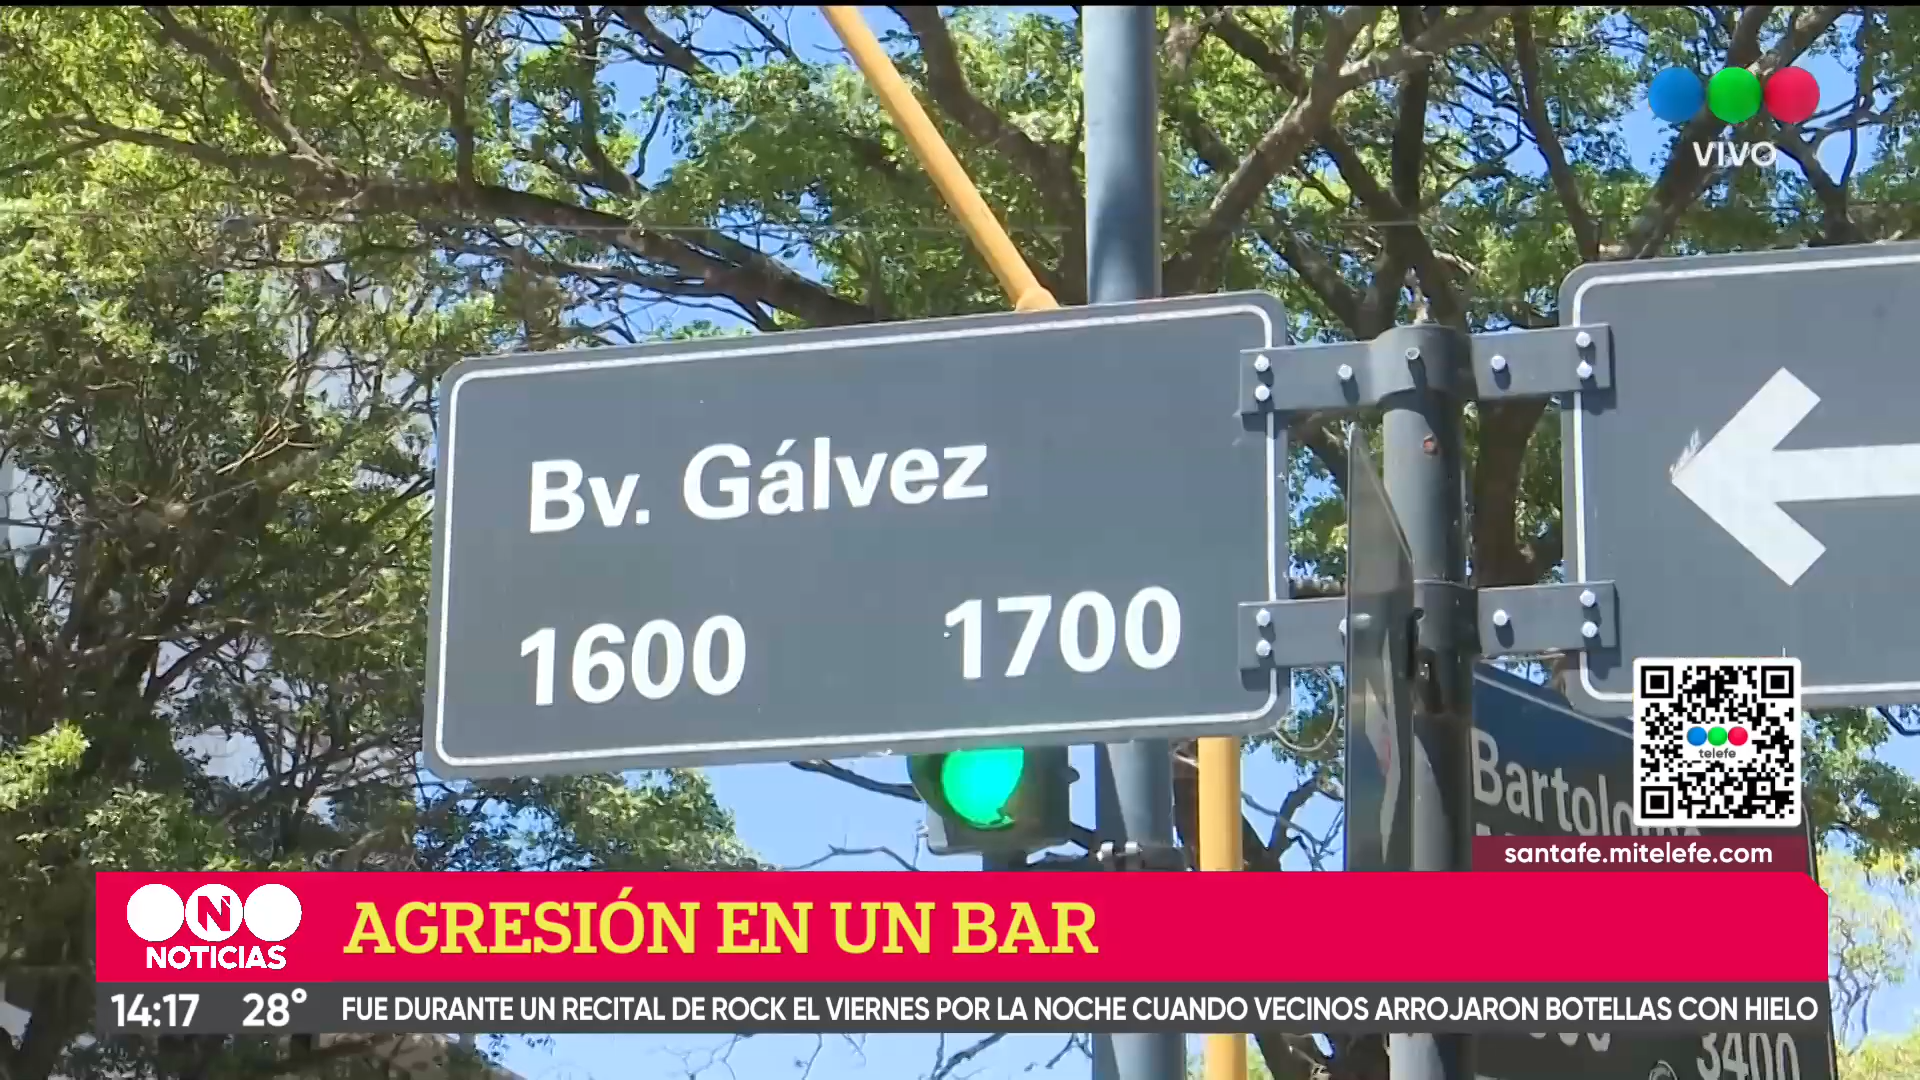 VIVO
Bv. Gálvez
1600 1700
telefe
santafe.mitelefe.com
N
NOTICIAS
AGRESIÓN EN UN BAR
14:17 28° FUE DURANTE UN RECITAL DE ROCK EL VIERNES POR LA NOCHE CUANDO VECINOS ARROJARON BOTELLAS CON HIELO
3400